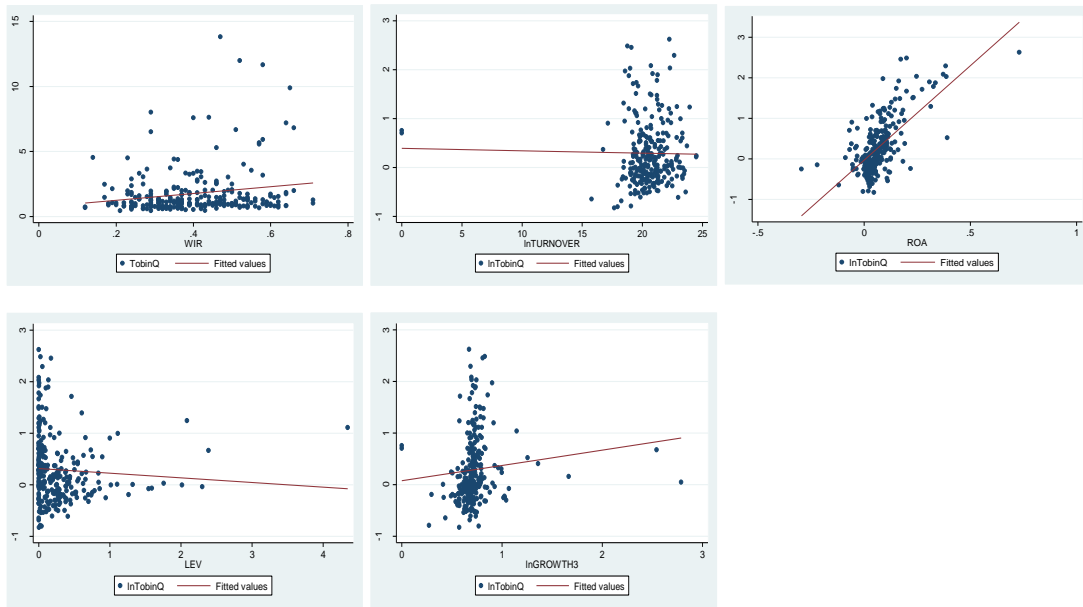 15
10
5
0
0 .2 .4 .6 .8
WIR
TobinQ Fitted values
3
2
1
0
-1
0 5 10 15 20 25
lnTURNOVER
lnTobinQ Fitted values
3
2
1
0
-1
-.5 0 .5 1
ROA
lnTobinQ Fitted values
3
2
1
0
-1
0 1 2 3 4
LEV
lnTobinQ Fitted values
3
2
1
0
-1
0 1 2 3
lnGROWTH3
lnTobinQ Fitted values